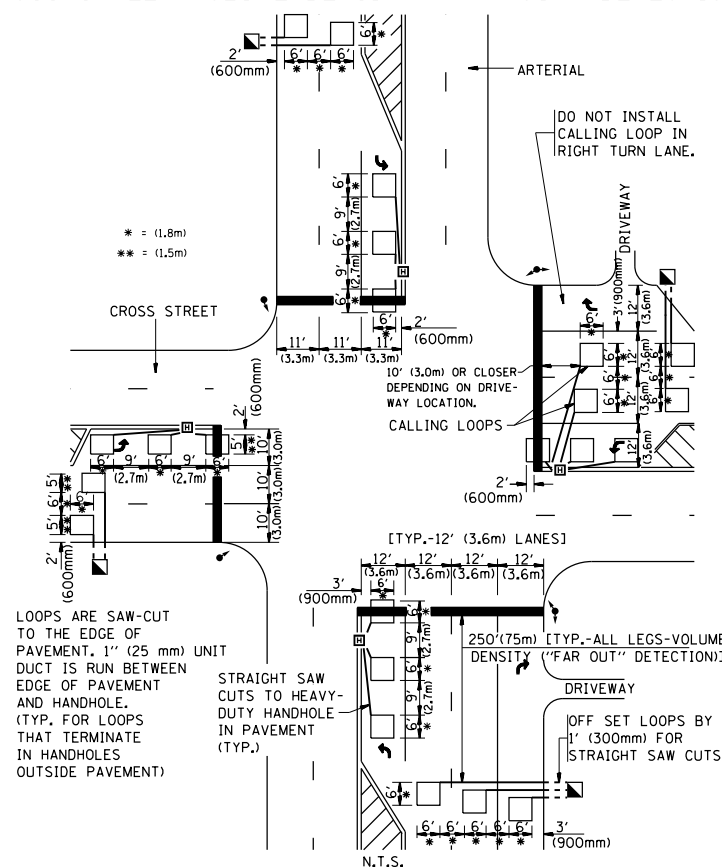 6'
*
2'
(600mm)
6' 6' 6'
* * *
ARTERIAL
DO NOT INSTALL
CALLING LOOP IN
RIGHT TURN LANE.
DRIVEWAY
* = (1.8m)
** = (1.5m)
6' *
9' (2.7m)
6' *
9' (2.7m)
6' *
H
CROSS STREET
6'
*
2'
(600mm)
11' 11' 11'
(3.3m) (3.3m) (3.3m)
3'(900mm)
12'
(3.6m)
6'
*
10' (3.0m) OR CLOSER
DEPENDING ON DRIVE-
WAY LOCATION.
CALLING LOOPS
6' * 12' (3.6m) 6' *
6' * 6' *
6' * 12' (3.6m) 6' *
12' (3.6m)
H
2'
(600mm)
2'
(600mm)
H
5' **
10' (3.0m)
10' (3.0m)
10' (3.0m)
6' 9' 6' 9' 6'
* (2.7m) * (2.7m) *
5' **
6' *
6'
*
5' **
2'
(600mm)
[TYP.-12' (3.6m) LANES]
12' 12' 12' 12'
(3.6m) (3.6m) (3.6m) (3.6m)
3'
(900mm)
6'
*
LOOPS ARE SAW-CUT
TO THE EDGE OF
PAVEMENT. 1" (25 mm) UNIT
DUCT IS RUN BETWEEN
EDGE OF PAVEMENT
AND HANDHOLE.
(TYP. FOR LOOPS
THAT TERMINATE
IN HANDHOLES
OUTSIDE PAVEMENT)
STRAIGHT SAW
CUTS TO HEAVY-
DUTY HANDHOLE
IN PAVEMENT
(TYP.)
H
6' *
9' (2.7m)
6' *
9' (2.7m)
6' *
250'(75m) [TYP.-ALL LEGS-VOLUME
DENSITY ("FAR OUT" DETECTION)]
DRIVEWAY
OFF SET LOOPS BY
1' (300mm) FOR
STRAIGHT SAW CUTS
6' *
6' 6' 6' 6' 6'
* * * * *
3'
(900mm)
N.T.S.